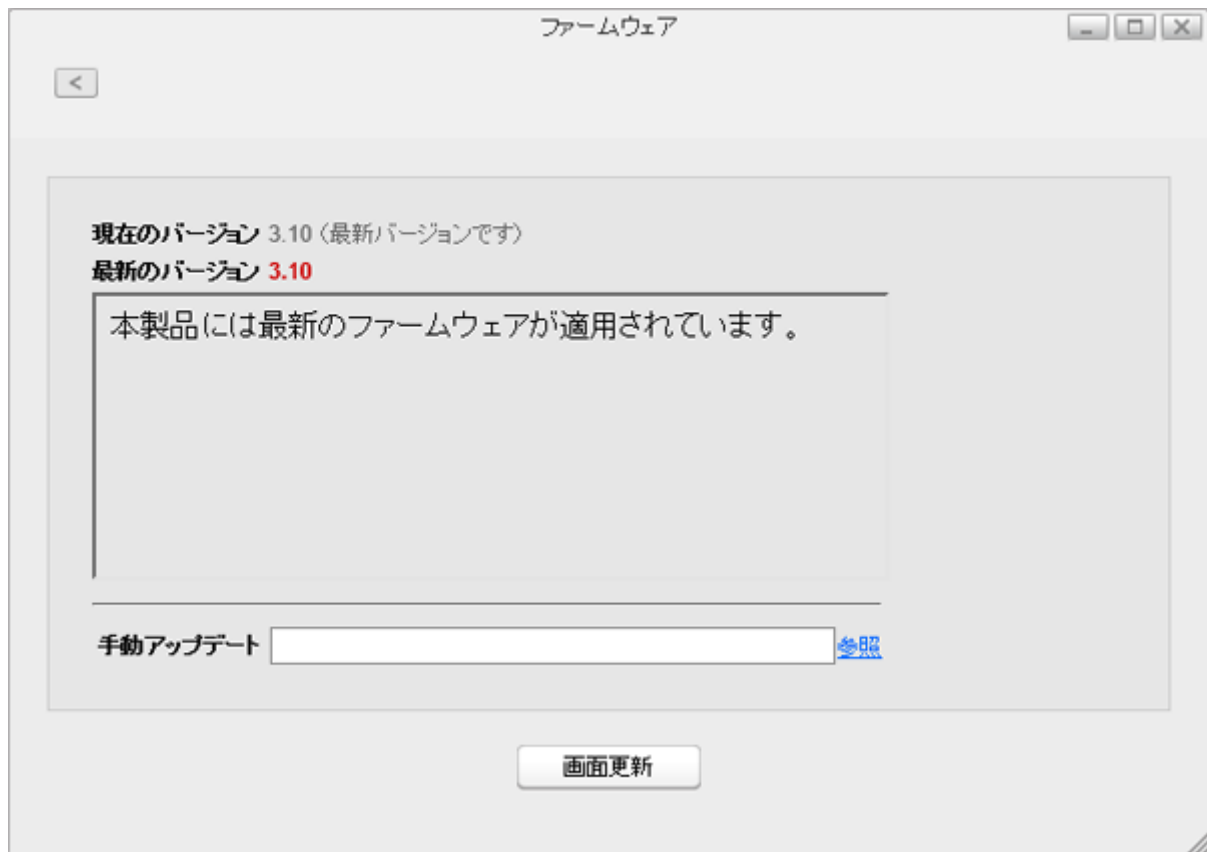 ファームウェア
<
現在のバージョン 3.10 (最新バージョンです)
最新のバージョン 3.10
本製品には最新のファームウェアが適用されています。
手動アップデート 参照
画面更新